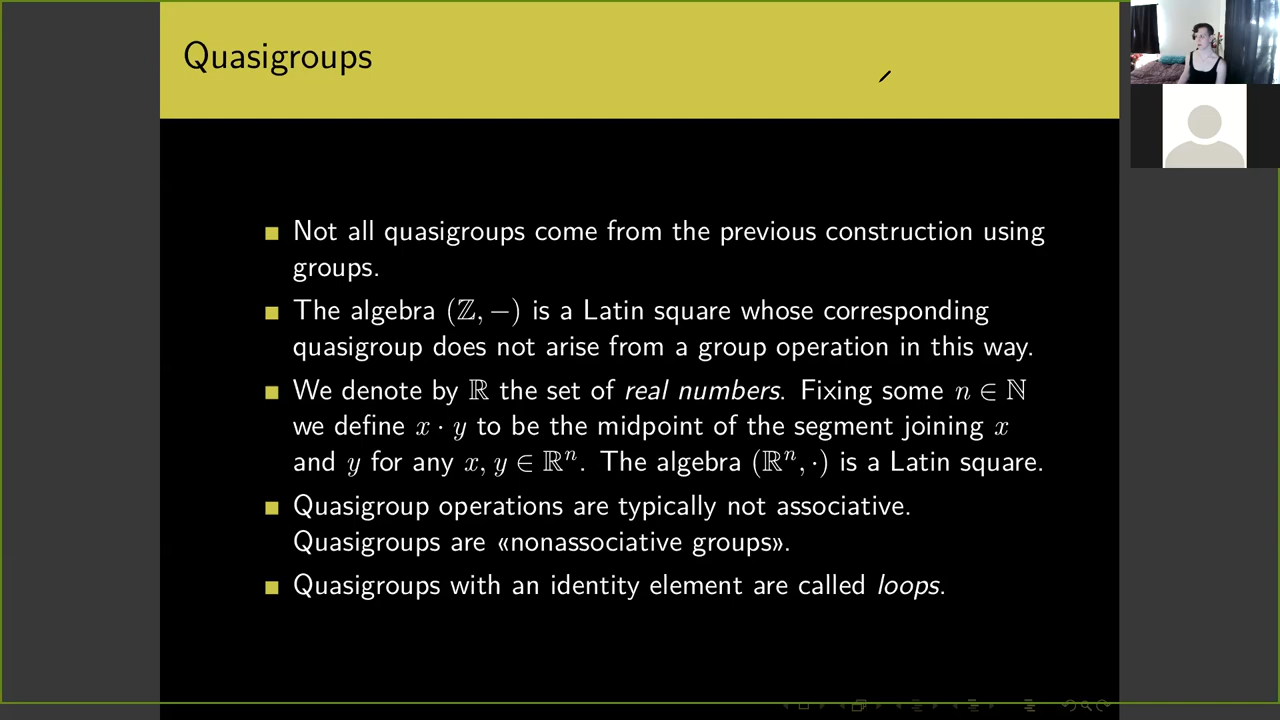 Quasigroups
Not all quasigroups come from the previous construction using
groups.
The algebra (ℤ, −) is a Latin square whose corresponding
quasigroup does not arise from a group operation in this way.
We denote by ℝ the set of real numbers. Fixing some n ∈ ℕ
we define x · y to be the midpoint of the segment joining x
and y for any x, y ∈ ℝⁿ. The algebra (ℝⁿ, ·) is a Latin square.
Quasigroup operations are typically not associative.
Quasigroups are «nonassociative groups».
Quasigroups with an identity element are called loops.